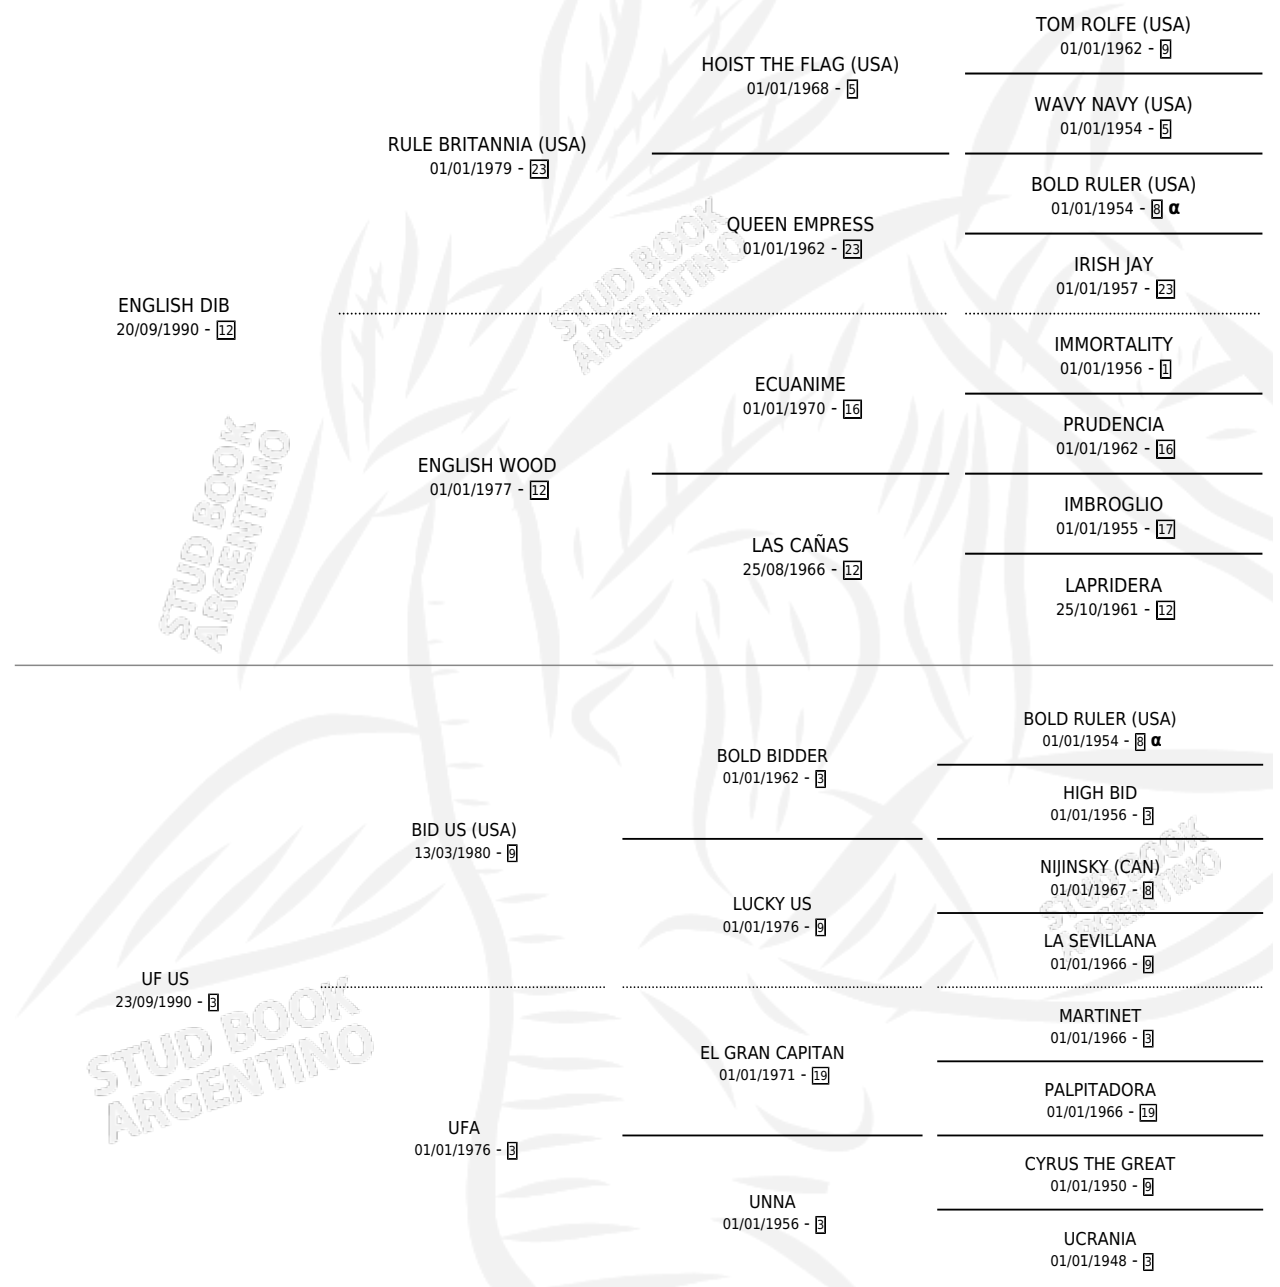 TOM ROLFE (USA)
01/01/1962 - 9
HOIST THE FLAG (USA)
01/01/1968 - 5
WAVY NAVY (USA)
01/01/1954 - 5
RULE BRITANNIA (USA)
01/01/1979 - 23
BOLD RULER (USA)
01/01/1954 - 8 α
QUEEN EMPRESS
01/01/1962 - 23
IRISH JAY
01/01/1957 - 23
ENGLISH DIB
20/09/1990 - 12
IMMORTALITY
01/01/1956 - 1
ECUANIME
01/01/1970 - 16
PRUDENCIA
01/01/1962 - 16
ENGLISH WOOD
01/01/1977 - 12
IMBROGLIO
01/01/1955 - 17
LAS CAÑAS
25/08/1966 - 12
LAPRIDERA
25/10/1961 - 12
BOLD RULER (USA)
01/01/1954 - 8 α
BOLD BIDDER
01/01/1962 - 3
HIGH BID
01/01/1956 - 3
BID US (USA)
13/03/1980 - 9
NIJINSKY (CAN)
01/01/1967 - 8
LUCKY US
01/01/1976 - 9
LA SEVILLANA
01/01/1966 - 9
UF US
23/09/1990 - 3
MARTINET
01/01/1966 - 3
EL GRAN CAPITAN
01/01/1971 - 19
PALPITADORA
01/01/1966 - 19
UFA
01/01/1976 - 3
CYRUS THE GREAT
01/01/1950 - 9
UNNA
01/01/1956 - 3
UCRANIA
01/01/1948 - 3
STUD BOOK
ARGENTINO
STUD BOOK
ARGENTINO
STUD BOOK
ARGENTINO
STUD BOOK
ARGENTINO